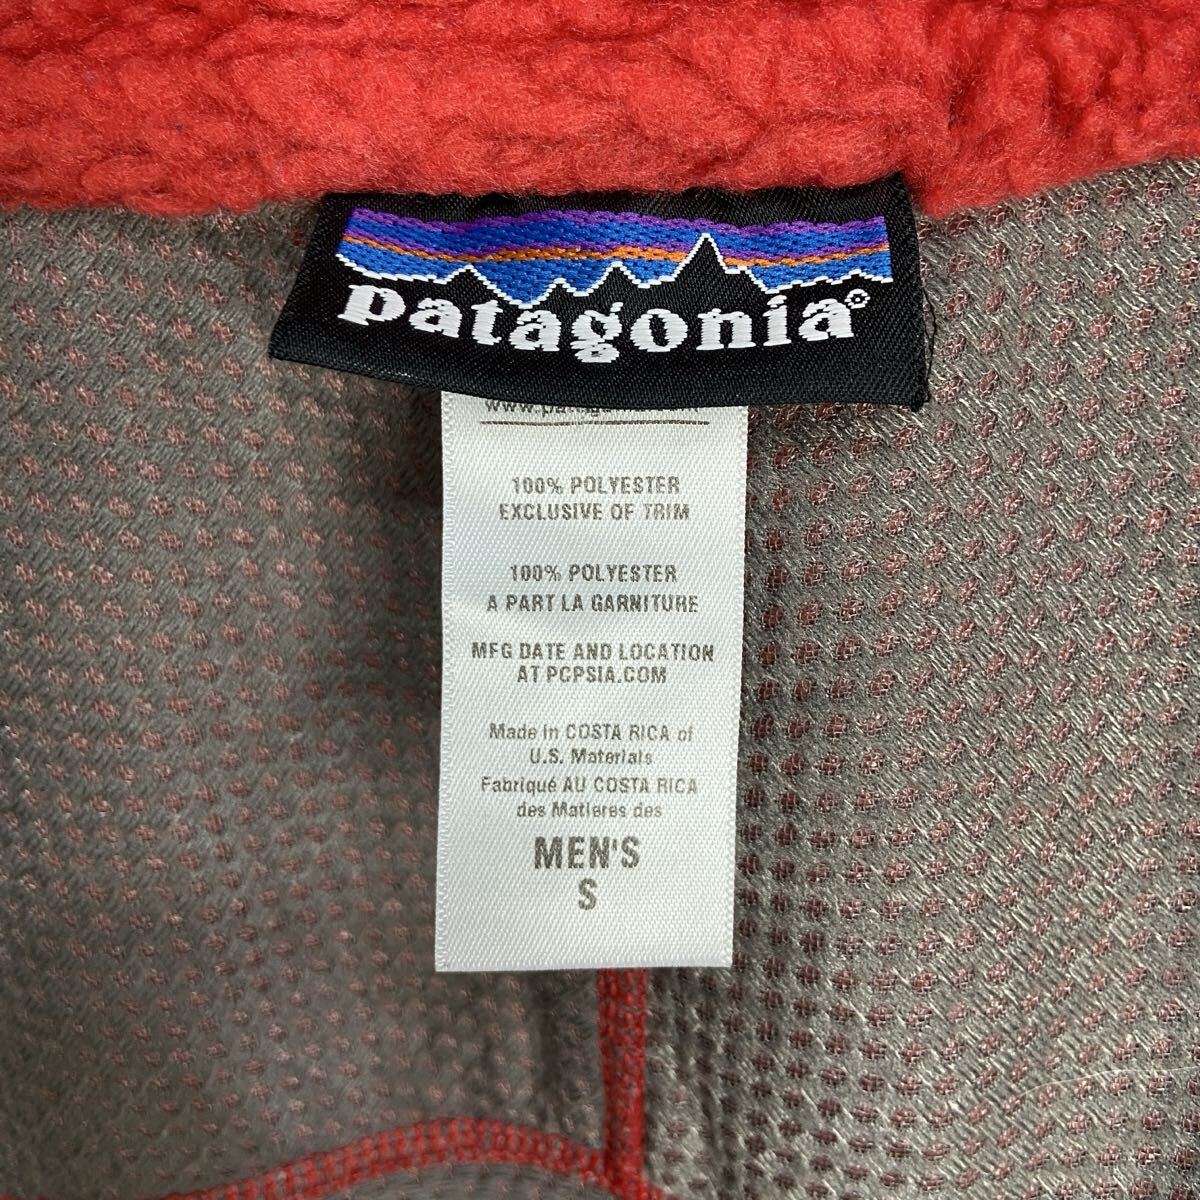 patagonia®
100% POLYESTER
EXCLUSIVE OF TRIM
100% POLYESTER
A PART LA GARNITURE
MFG DATE AND LOCATION
AT PCPSIA.COM
Made in COSTA RICA of
U.S. Materials
Fabriqué AU COSTA RICA
des Matieres des
MEN'S
S